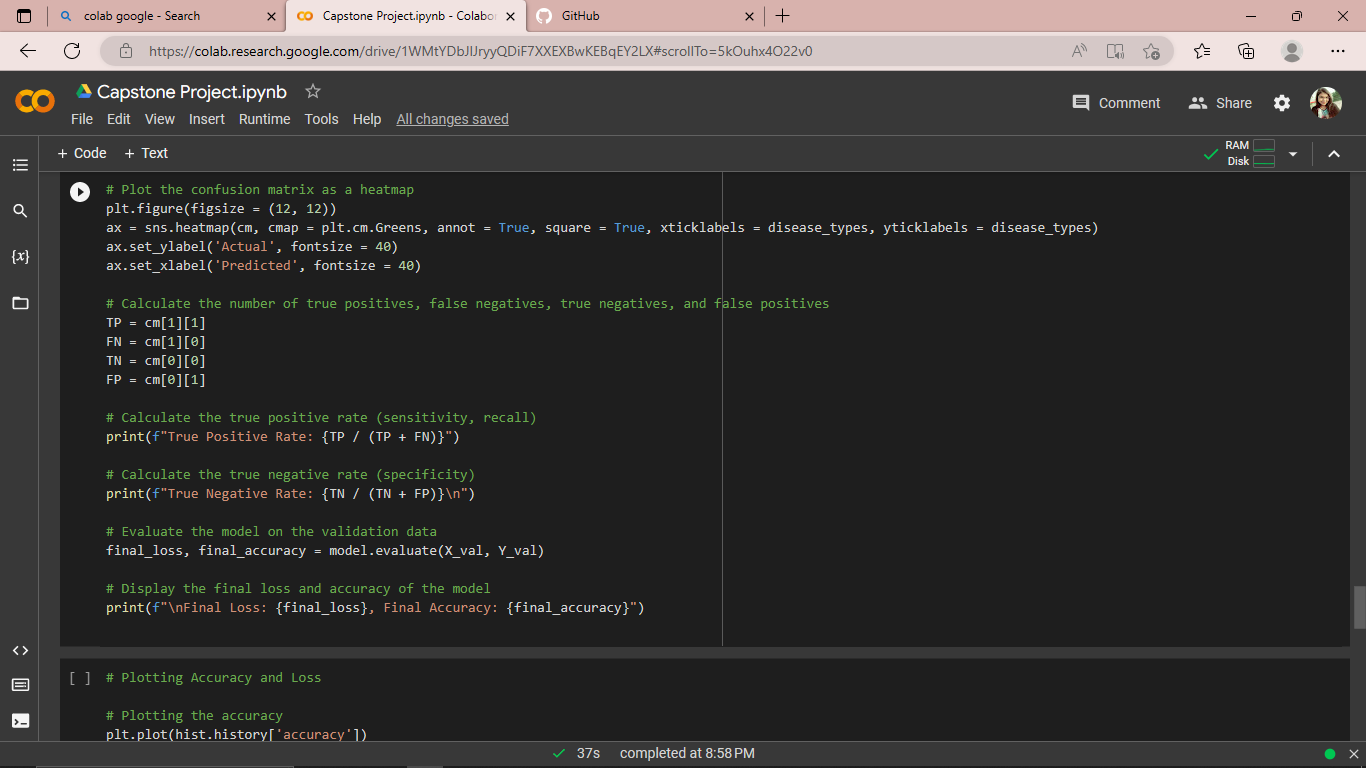 colab google - Search
Capstone Project.ipynb - Colabor
GitHub
https://colab.research.google.com/drive/1WMtYDbJIJryyQDiF7XXEXBwKEBqEY2LX#scrollTo=5kOuhx4O22v0
Capstone Project.ipynb
File Edit View Insert Runtime Tools Help All changes saved
Comment
Share
+ Code + Text
RAM
Disk
# Plot the confusion matrix as a heatmap
plt.figure(figsize = (12, 12))
ax = sns.heatmap(cm, cmap = plt.cm.Greens, annot = True, square = True, xticklabels = disease_types, yticklabels = disease_types)
ax.set_ylabel('Actual', fontsize = 40)
ax.set_xlabel('Predicted', fontsize = 40)
# Calculate the number of true positives, false negatives, true negatives, and false positives
TP = cm[1][1]
FN = cm[1][0]
TN = cm[0][0]
FP = cm[0][1]
# Calculate the true positive rate (sensitivity, recall)
print(f"True Positive Rate: {TP / (TP + FN)}")
# Calculate the true negative rate (specificity)
print(f"True Negative Rate: {TN / (TN + FP)}\n")
# Evaluate the model on the validation data
final_loss, final_accuracy = model.evaluate(X_val, Y_val)
# Display the final loss and accuracy of the model
print(f"\nFinal Loss: {final_loss}, Final Accuracy: {final_accuracy}")
[ ] # Plotting Accuracy and Loss
# Plotting the accuracy
plt.plot(hist.history['accuracy'])
37s completed at 8:58 PM